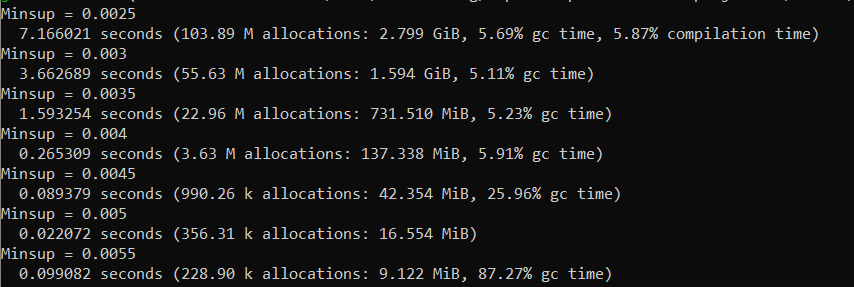 Minsup = 0.0025
7.166021 seconds (103.89 M allocations: 2.799 GiB, 5.69% gc time, 5.87% compilation time)
Minsup = 0.003
3.662689 seconds (55.63 M allocations: 1.594 GiB, 5.11% gc time)
Minsup = 0.0035
1.593254 seconds (22.96 M allocations: 731.510 MiB, 5.23% gc time)
Minsup = 0.004
0.265309 seconds (3.63 M allocations: 137.338 MiB, 5.91% gc time)
Minsup = 0.0045
0.089379 seconds (990.26 k allocations: 42.354 MiB, 25.96% gc time)
Minsup = 0.005
0.022072 seconds (356.31 k allocations: 16.554 MiB)
Minsup = 0.0055
0.099082 seconds (228.90 k allocations: 9.122 MiB, 87.27% gc time)